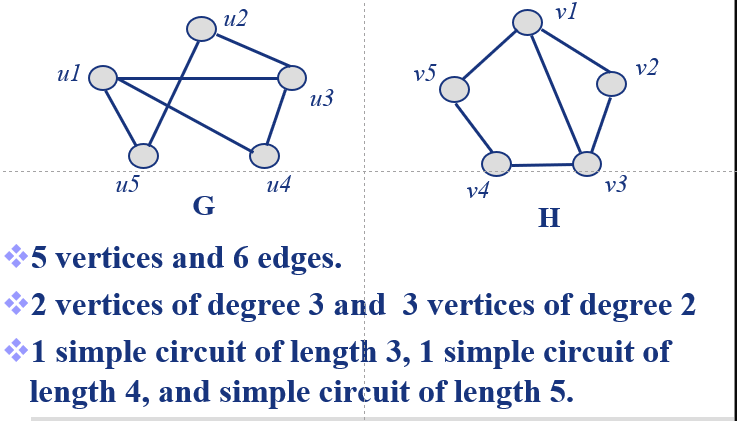 u2
u1
u3
u5
u4
G
v1
v5
v2
v4
v3
H
5 vertices and 6 edges.
2 vertices of degree 3 and 3 vertices of degree 2
1 simple circuit of length 3, 1 simple circuit of
length 4, and simple circuit of length 5.